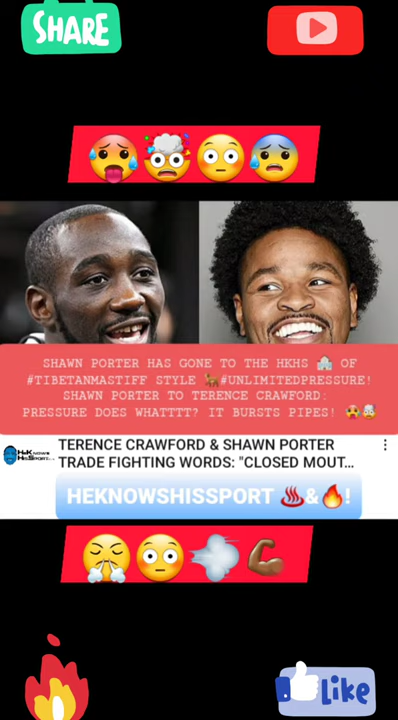 SHARE
SHAWN PORTER HAS GONE TO THE HKHS 🏰 OF
#TIBETANMASTIFF STYLE 🐕#UNLIMITEDPRESSURE!
SHAWN PORTER TO TERENCE CRAWFORD:
PRESSURE DOES WHATTTT? IT BURSTS PIPES! 🥵🤯
TERENCE CRAWFORD & SHAWN PORTER
TRADE FIGHTING WORDS: "CLOSED MOUT...
HEKNOWSHISSPORT ♨️&🔥!
Like